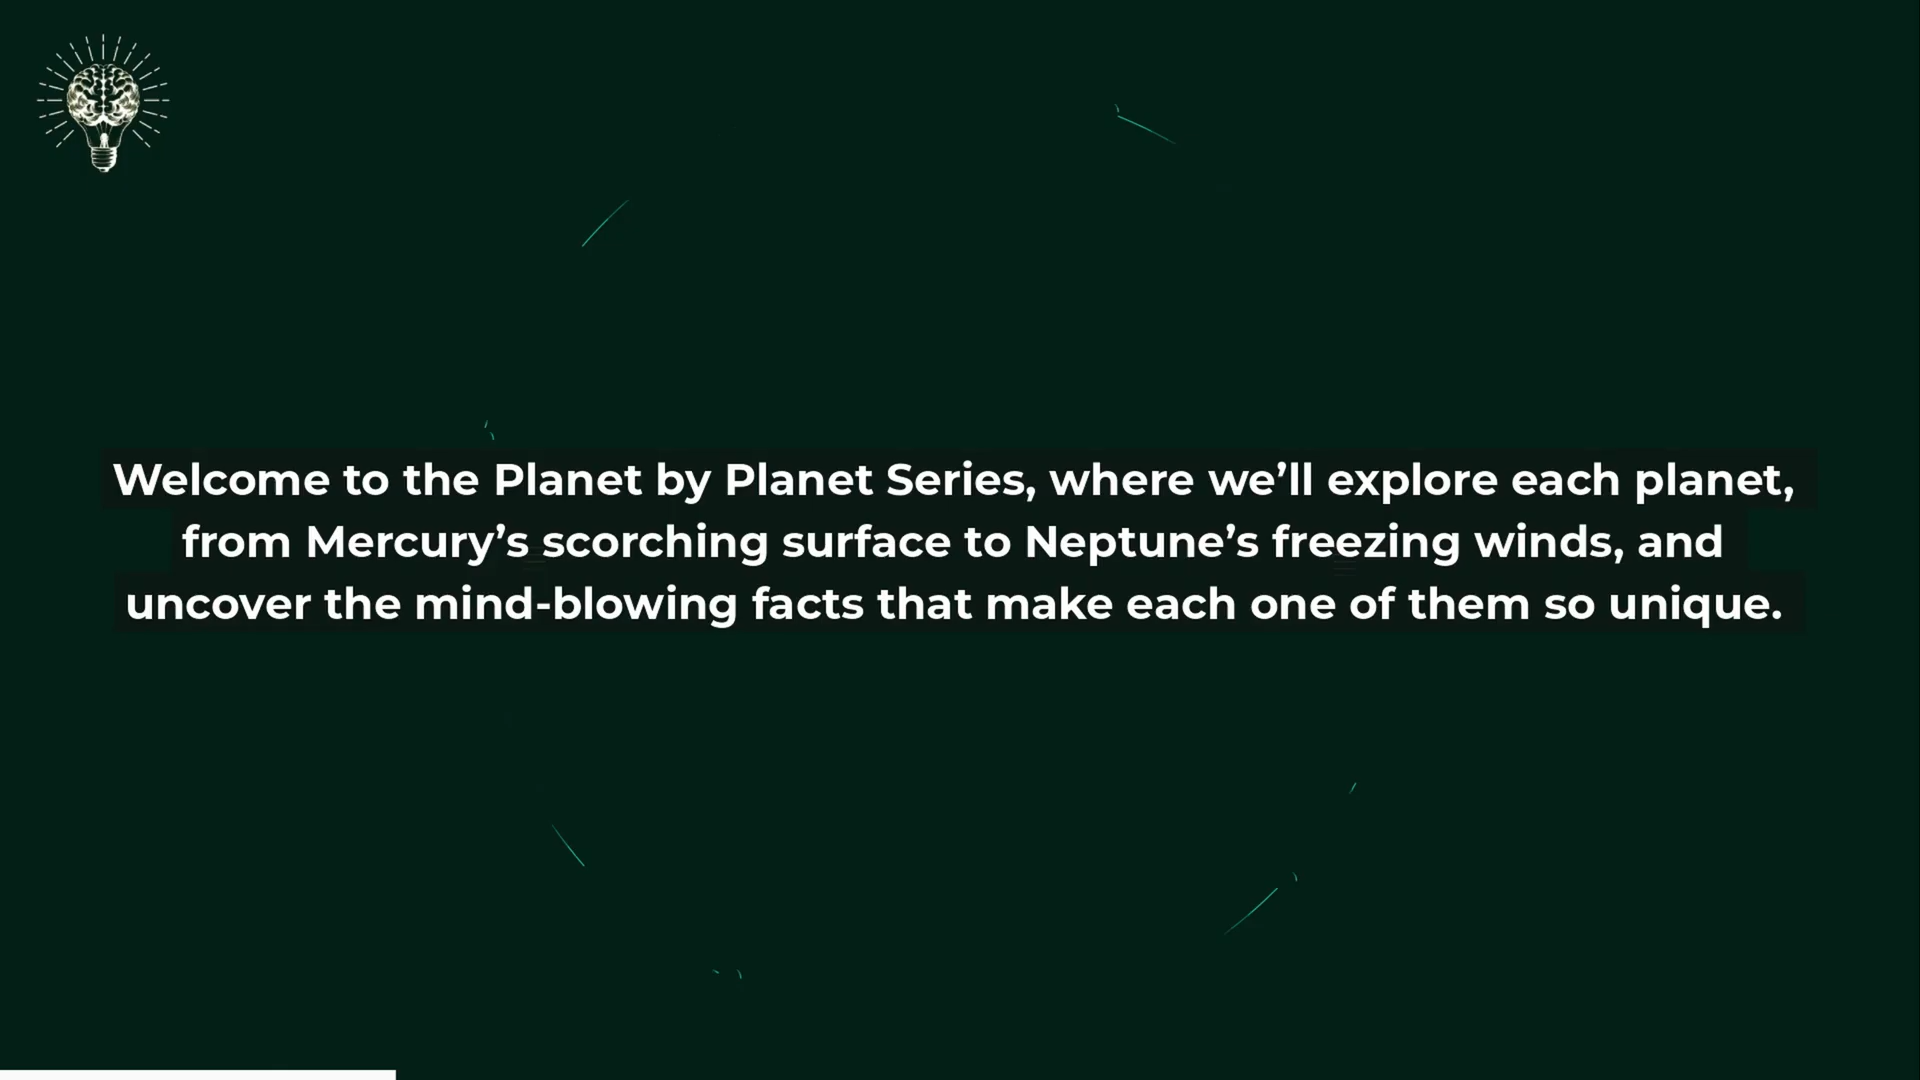 Welcome to the Planet by Planet Series, where we’ll explore each planet,
from Mercury’s scorching surface to Neptune’s freezing winds, and
uncover the mind-blowing facts that make each one of them so unique.